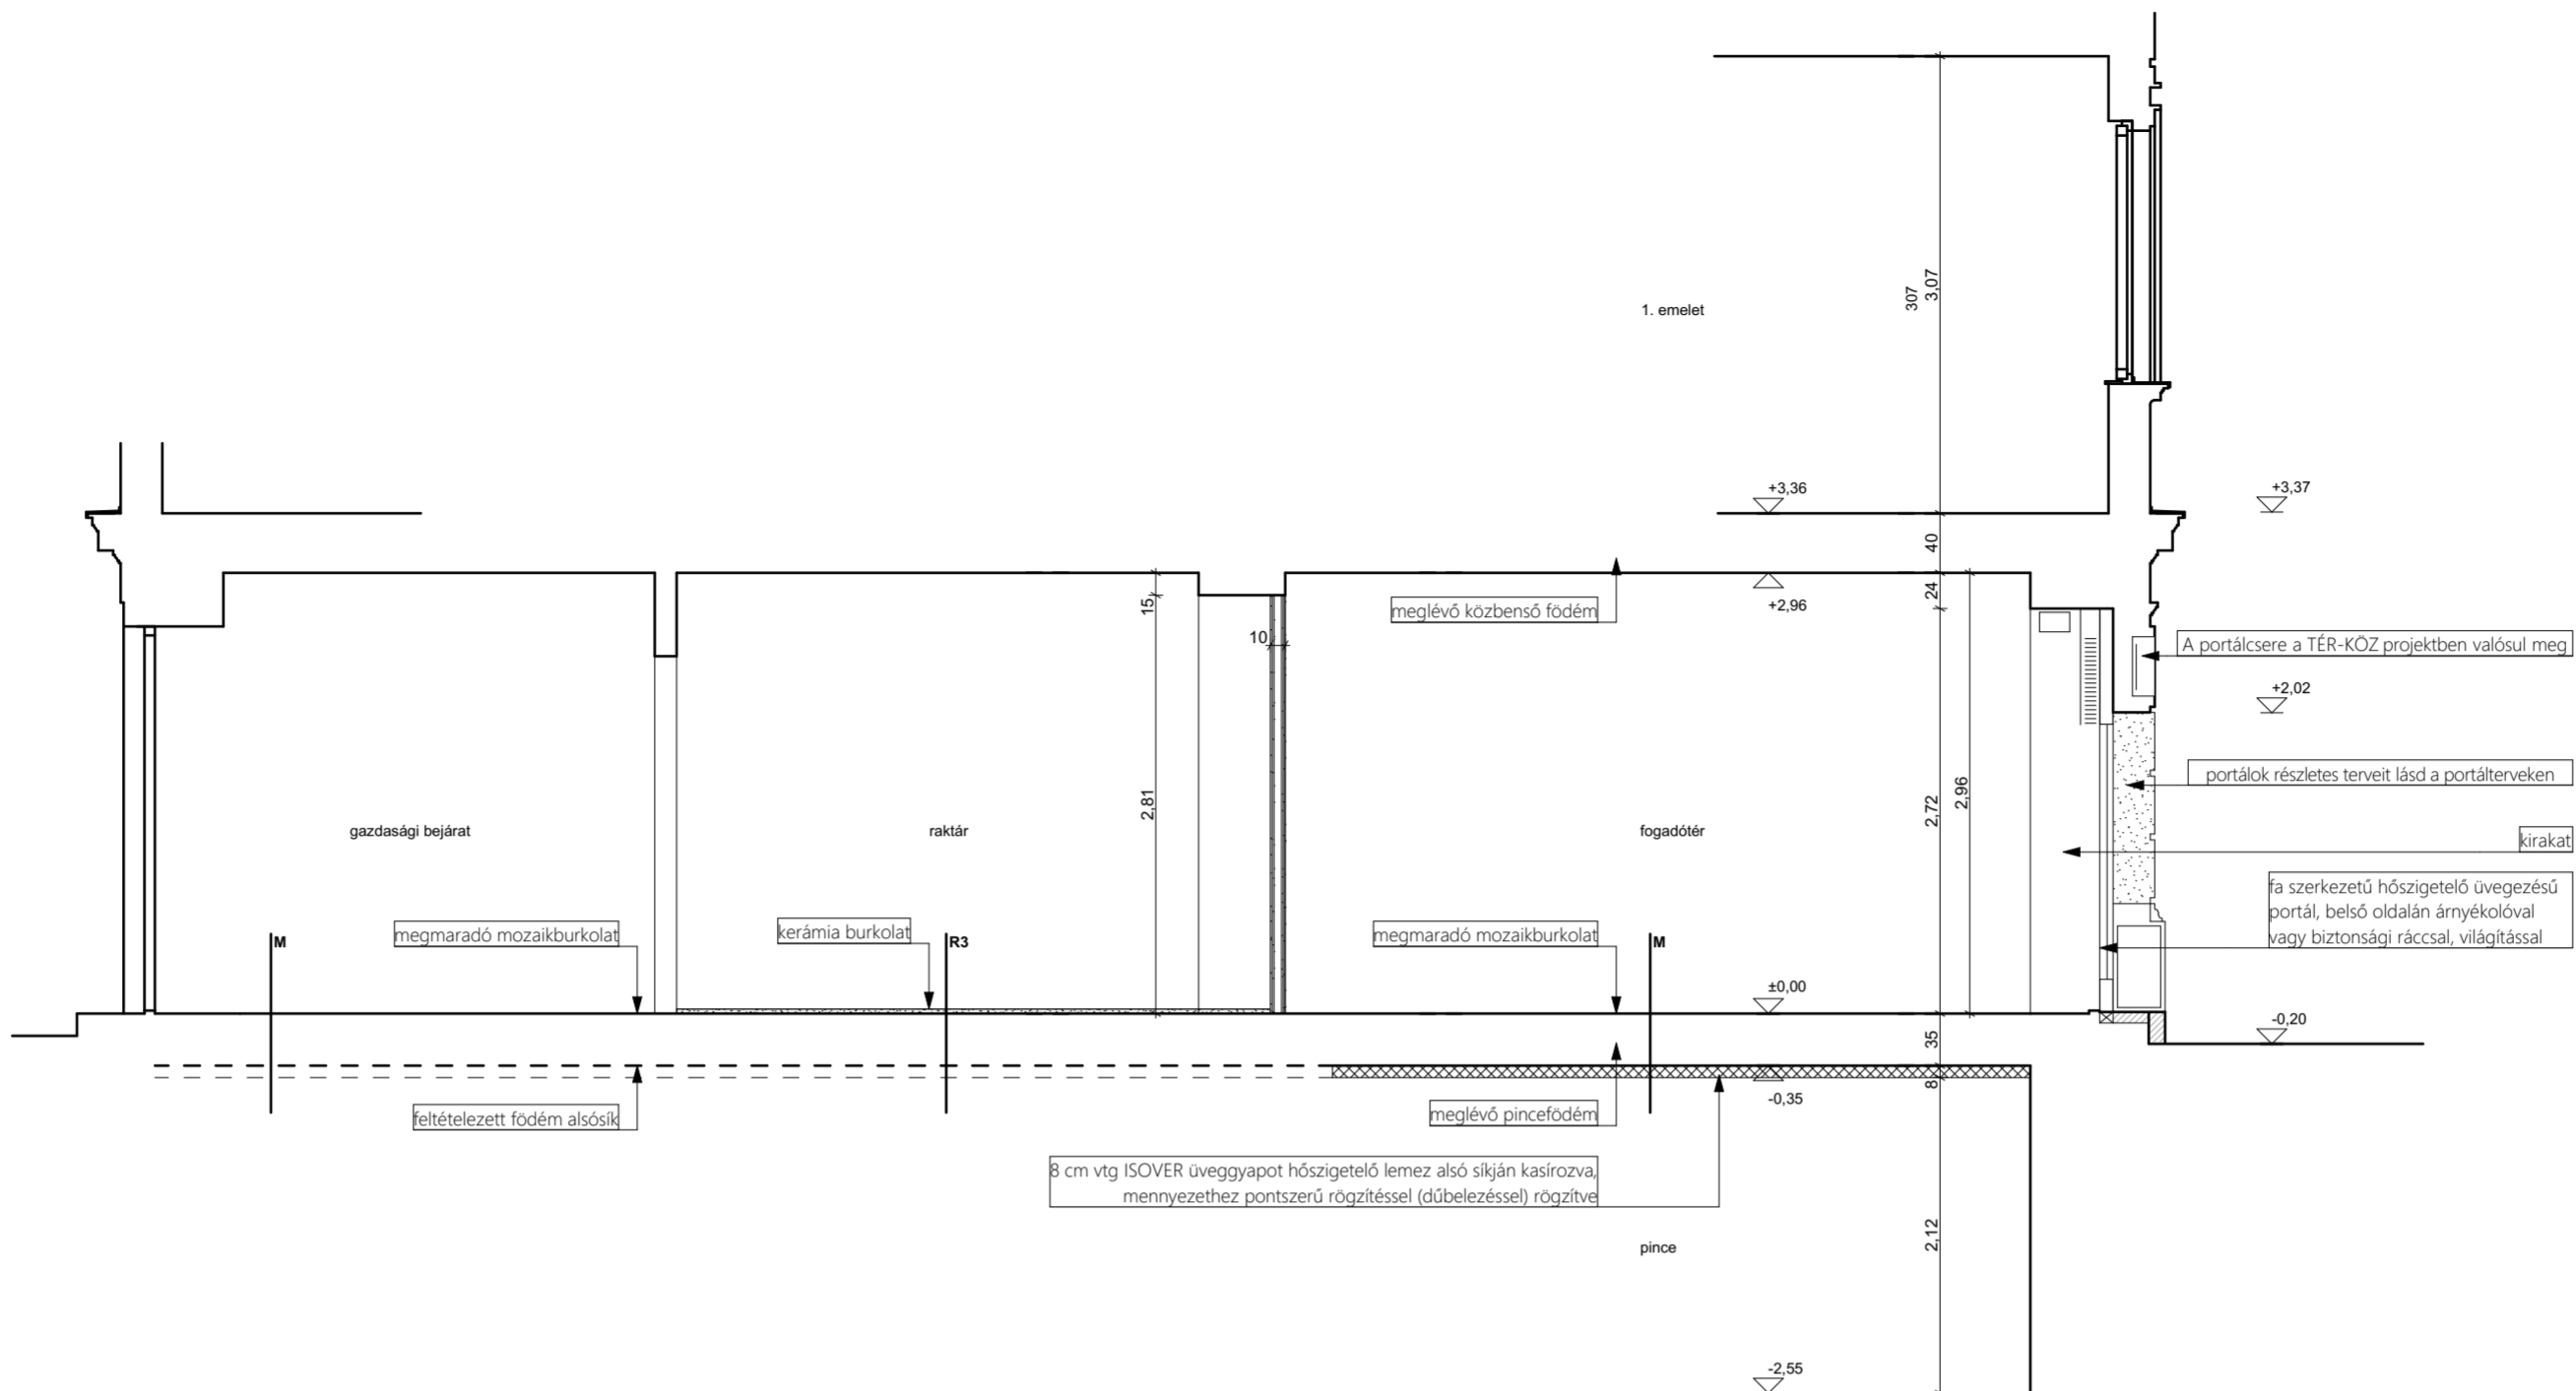 307
3,07
1. emelet
+3,36
+3,37
40
15
24
+2,96
meglévő közbenső födém
10
A portálcsere a TÉR-KÖZ projektben valósul meg
+2,02
portálok részletes terveit lásd a portálterveken
2,81
2,72
2,96
gazdasági bejárat
raktár
fogadótér
kirakat
fa szerkezetű hőszigetelő üvegezésű
portál, belső oldalán árnyékolóval
vagy biztonsági ráccsal, világítással
M
megmaradó mozaikburkolat
kerámia burkolat
R3
megmaradó mozaikburkolat
M
±0,00
-0,20
35
8
-0,35
feltételezett födém alsósík
meglévő pincefödém
8 cm vtg ISOVER üveggyapot hőszigetelő lemez alsó síkján kasírozva,
mennyezethez pontszerű rögzítéssel (dűbelezéssel) rögzítve
2,12
pince
-2,55